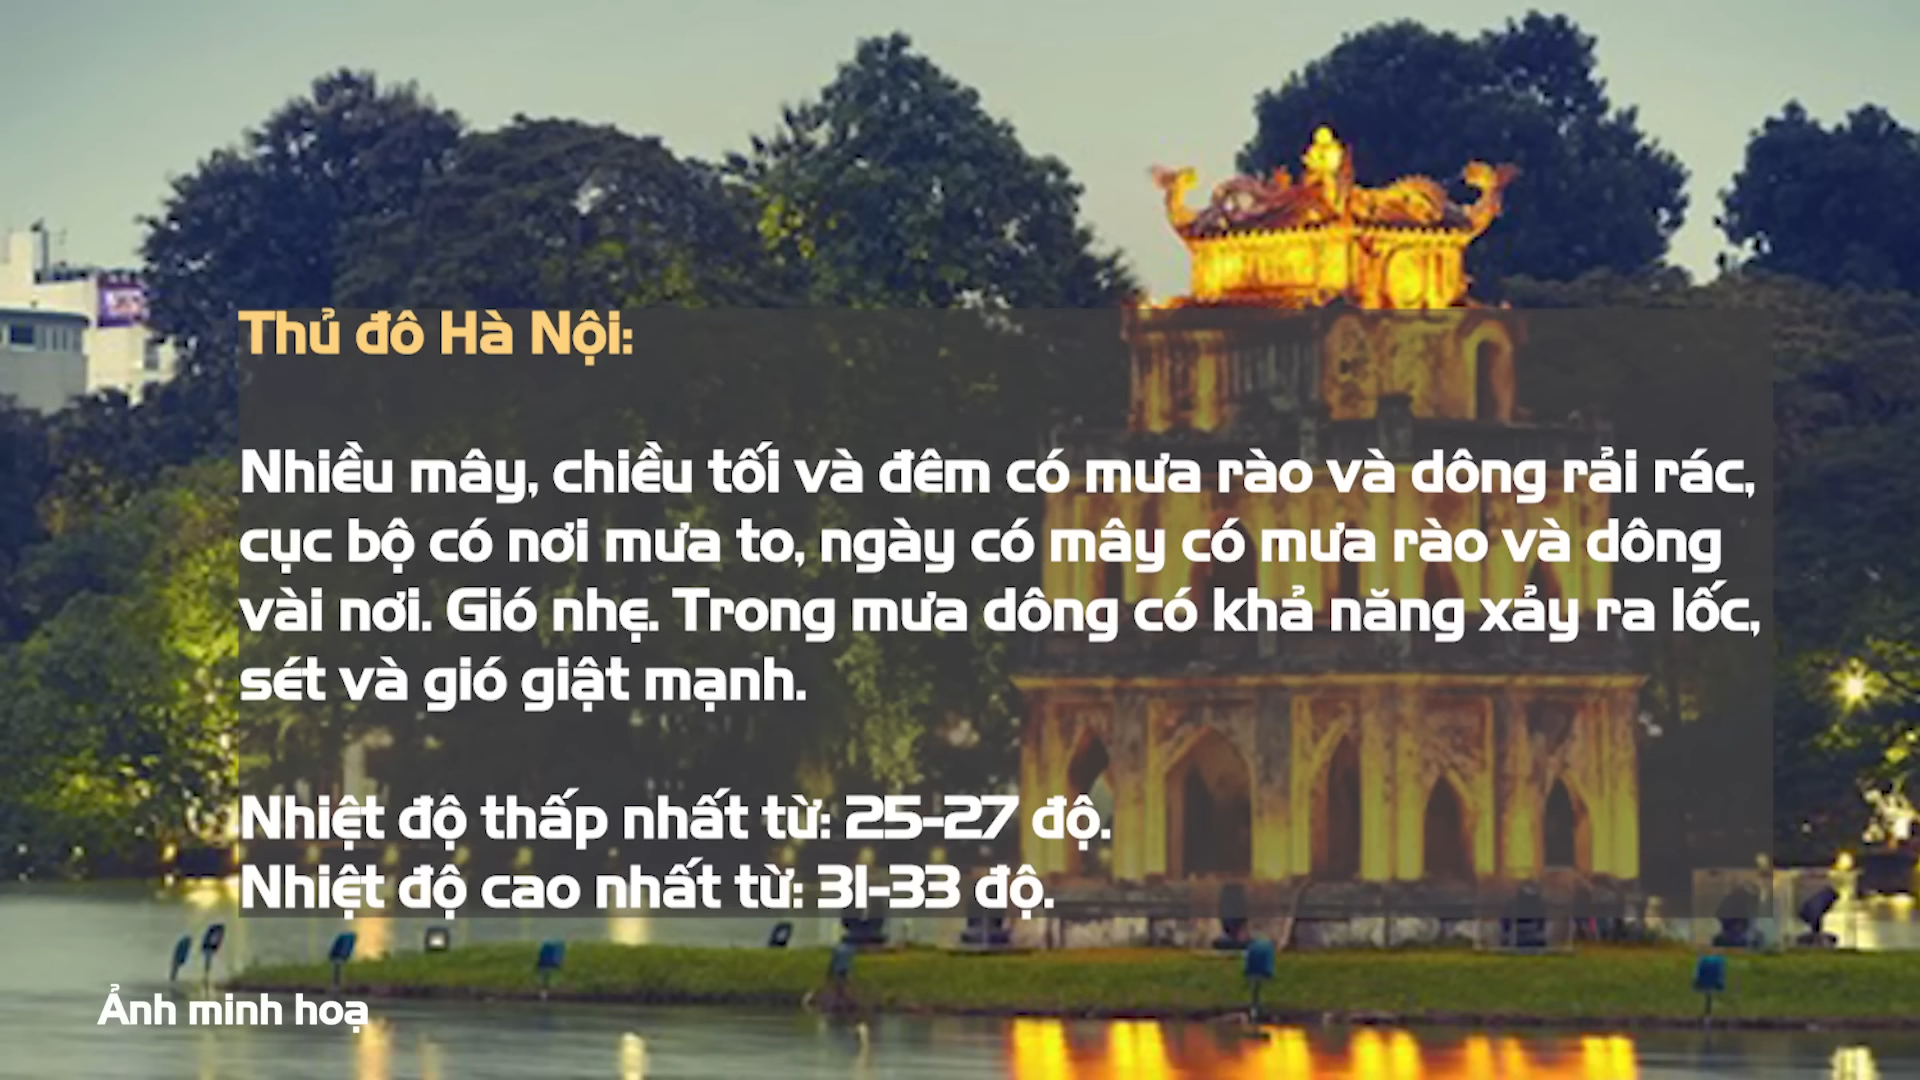 Thủ đô Hà Nội:
Nhiều mây, chiều tối và đêm có mưa rào và dông rải rác,
cục bộ có nơi mưa to, ngày có mây có mưa rào và dông
vài nơi. Gió nhẹ. Trong mưa dông có khả năng xảy ra lốc,
sét và gió giật mạnh.
Nhiệt độ thấp nhất từ: 25-27 độ.
Nhiệt độ cao nhất từ: 31-33 độ.
Ảnh minh hoạ